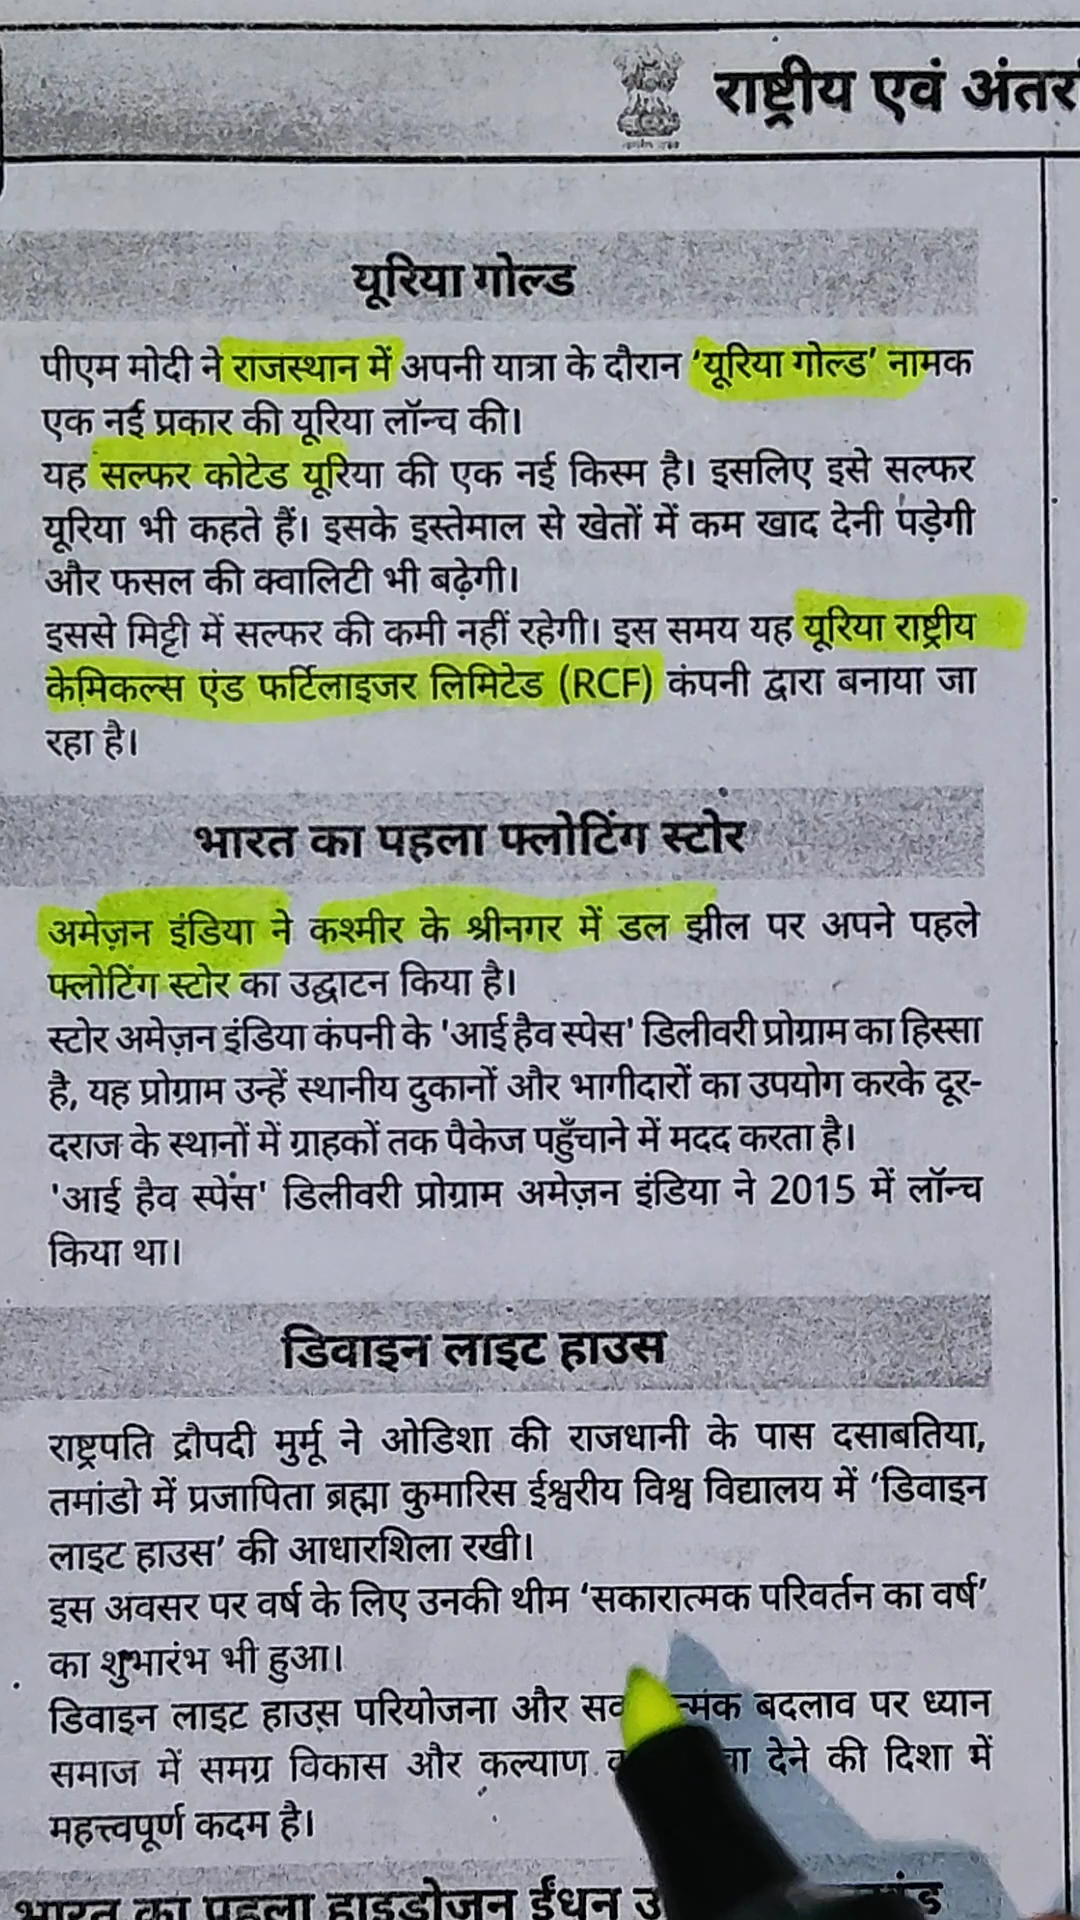 राष्ट्रीय एवं अंतर
यूरिया गोल्ड
पीएम मोदी ने राजस्थान में अपनी यात्रा के दौरान ‘यूरिया गोल्ड’ नामक
एक नई प्रकार की यूरिया लॉन्च की।
यह सल्फर कोटेड यूरिया की एक नई किस्म है। इसलिए इसे सल्फर
यूरिया भी कहते हैं। इसके इस्तेमाल से खेतों में कम खाद देनी पड़ेगी
और फसल की क्वालिटी भी बढ़ेगी।
इससे मिट्टी में सल्फर की कमी नहीं रहेगी। इस समय यह यूरिया राष्ट्रीय
केमिकल्स एंड फर्टिलाइजर लिमिटेड (RCF) कंपनी द्वारा बनाया जा
रहा है।
भारत का पहला फ्लोटिंग स्टोर
अमेज़न इंडिया ने कश्मीर के श्रीनगर में डल झील पर अपने पहले
फ्लोटिंग स्टोर का उद्घाटन किया है।
स्टोर अमेज़न इंडिया कंपनी के 'आई हैव स्पेस' डिलीवरी प्रोग्राम का हिस्सा
है, यह प्रोग्राम उन्हें स्थानीय दुकानों और भागीदारों का उपयोग करके दूर-
दराज के स्थानों में ग्राहकों तक पैकेज पहुँचाने में मदद करता है।
'आई हैव स्पेस' डिलीवरी प्रोग्राम अमेज़न इंडिया ने 2015 में लॉन्च
किया था।
डिवाइन लाइट हाउस
राष्ट्रपति द्रौपदी मुर्मू ने ओडिशा की राजधानी के पास दसाबतिया,
तमांडो में प्रजापिता ब्रह्मा कुमारिस ईश्वरीय विश्व विद्यालय में ‘डिवाइन
लाइट हाउस’ की आधारशिला रखी।
इस अवसर पर वर्ष के लिए उनकी थीम ‘सकारात्मक परिवर्तन का वर्ष’
का शुभारंभ भी हुआ।
डिवाइन लाइट हाउस परियोजना और बदलाव पर ध्यान
समाज में समग्र विकास और कल्याण देने की दिशा में
महत्त्वपूर्ण कदम है।
भारत का पहला हाइड्रोजन ईंधन